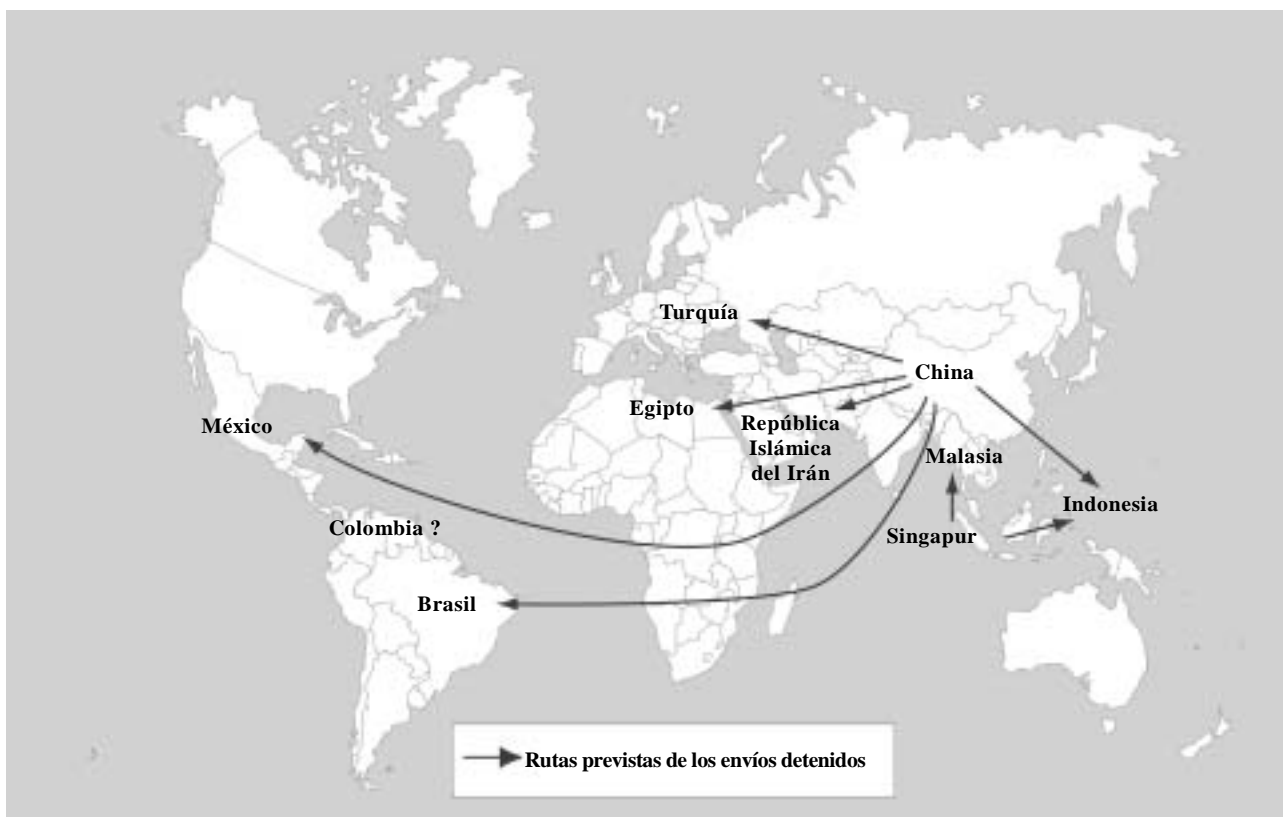 Turquía
China
Egipto
República
Islámica
del Irán
México
Malasia
Indonesia
Colombia ?
Singapur
Brasil
Rutas previstas de los envíos detenidos